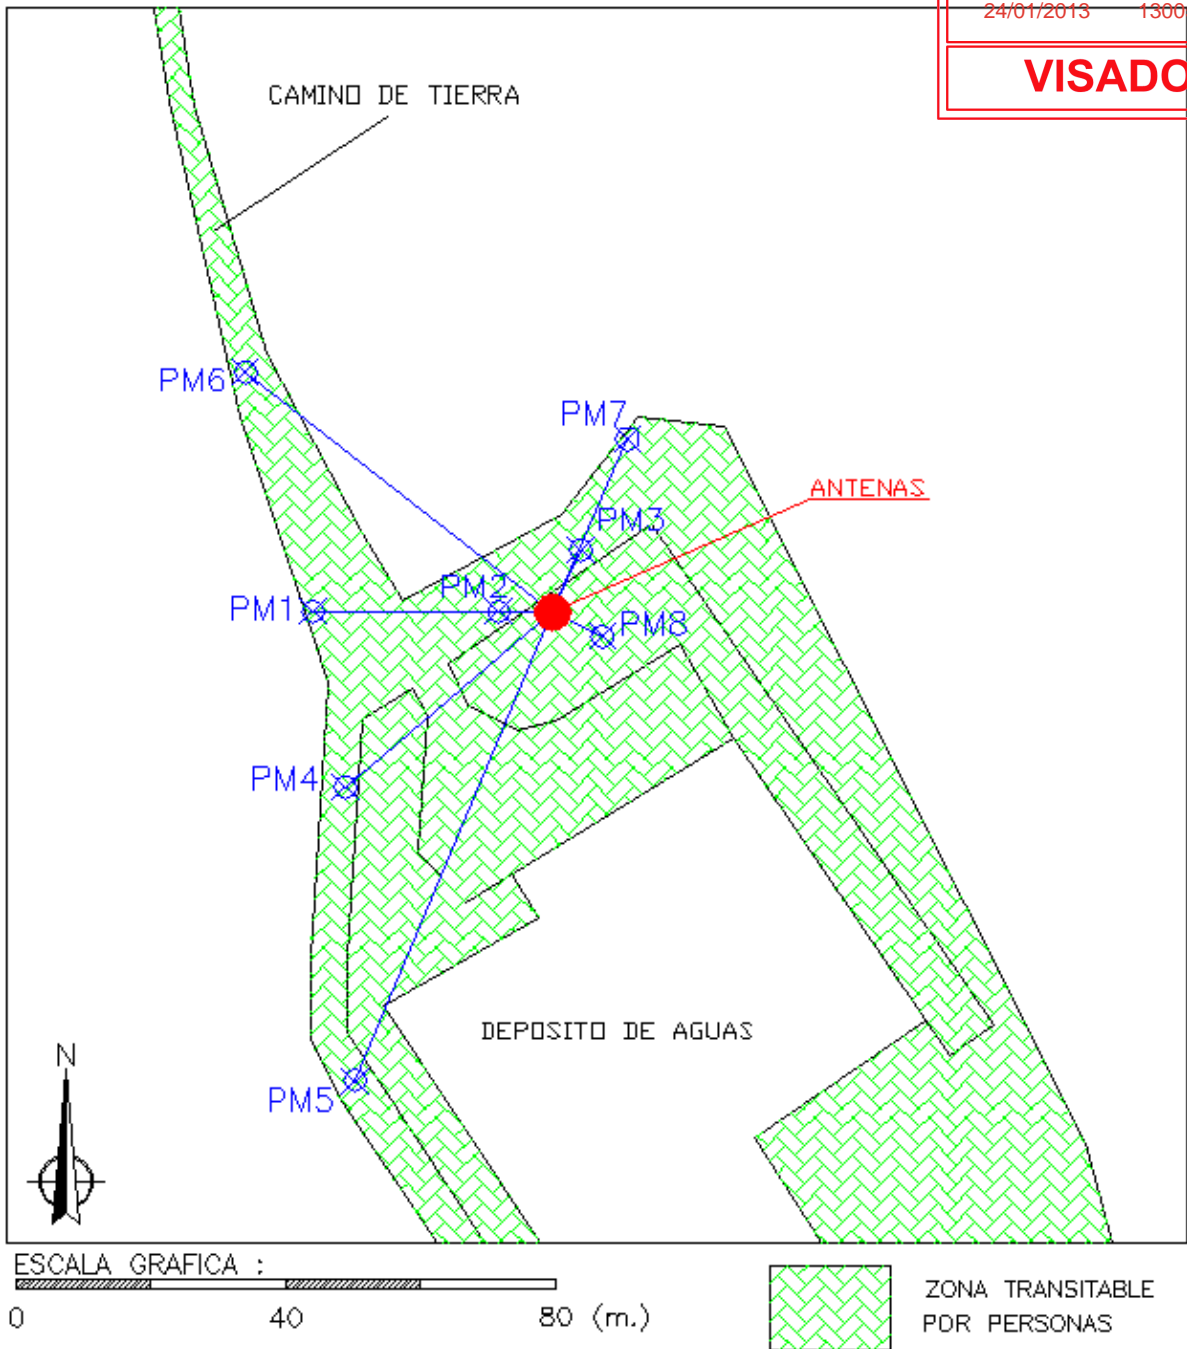 24/01/2013 1300
VISADO
CAMINO DE TIERRA
PM6
PM7
ANTENAS
PM3
PM2
PM1
PM8
PM4
DEPOSITO DE AGUAS
N
PM5
ESCALA GRAFICA :
0 40 80 (m.)
ZONA TRANSITABLE
POR PERSONAS